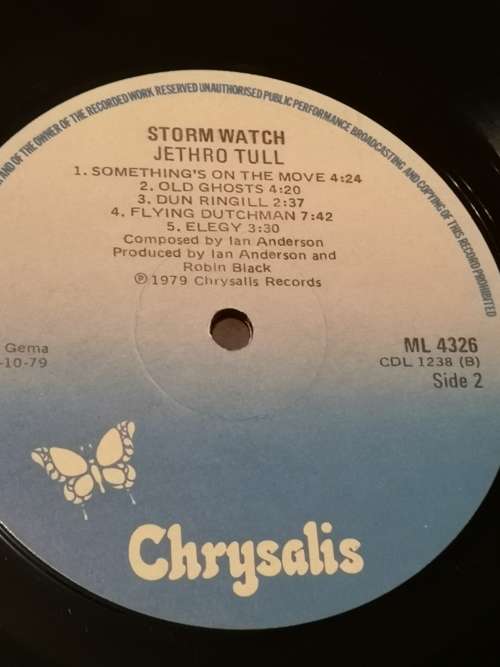 AND OF THE OWNER OF THE RECORDED WORK RESERVED UNAUTHORISED PUBLIC PERFORMANCE BROADCASTING AND COPYING OF THIS RECORD PROHIBITED
STORM WATCH
JETHRO TULL
1. SOMETHING'S ON THE MOVE 4:24
2. OLD GHOSTS 4:20
3. DUN RINGILL 2:37
4. FLYING DUTCHMAN 7:42
5. ELEGY 3:30
Composed by Ian Anderson
Produced by Ian Anderson and
Robin Black
℗ 1979 Chrysalis Records
Gema
-10-79
ML 4326
CDL 1238 (B)
Side 2
Chrysalis